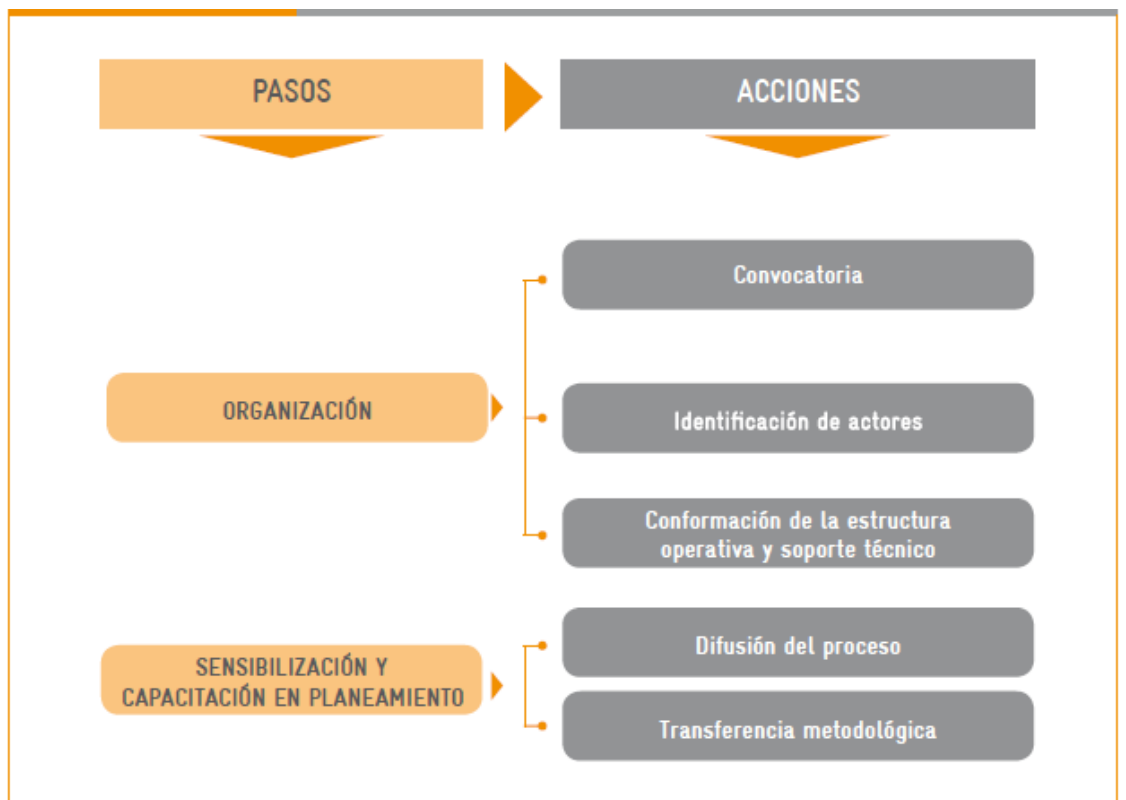 PASOS
ACCIONES
Convocatoria
ORGANIZACIÓN
Identificación de actores
Conformación de la estructura
operativa y soporte técnico
SENSIBILIZACIÓN Y
CAPACITACIÓN EN PLANEAMIENTO
Difusión del proceso
Transferencia metodológica